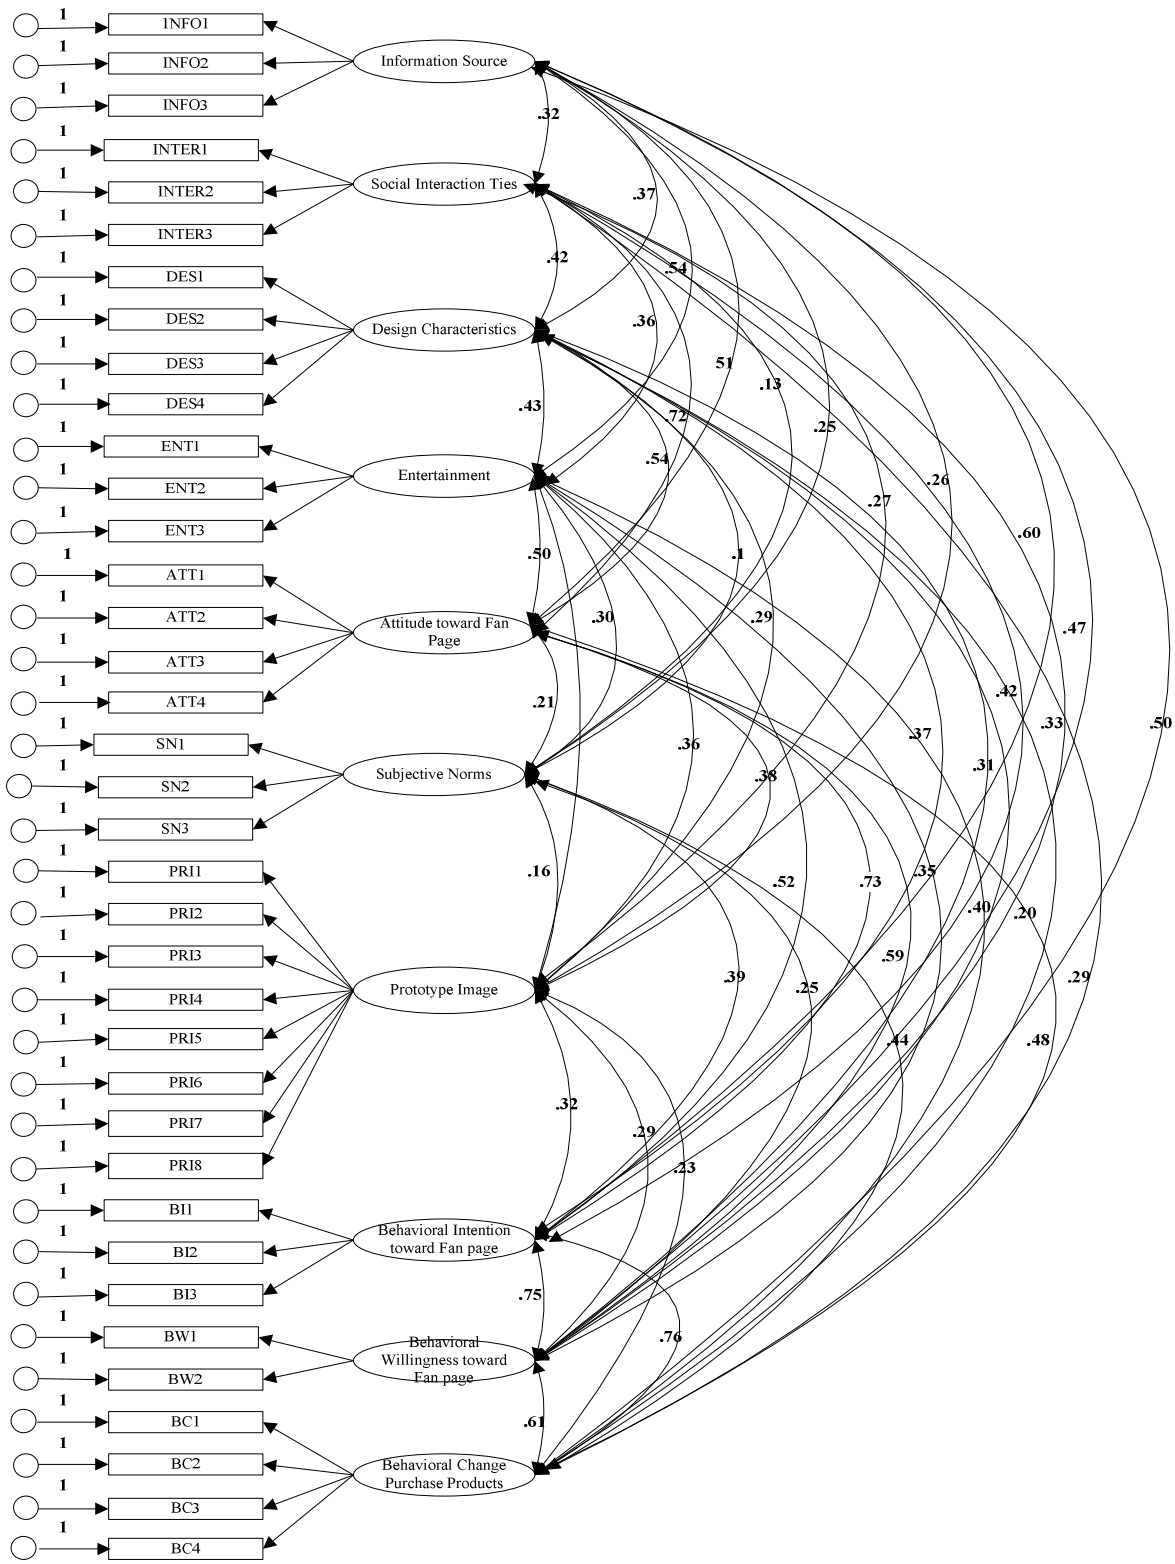 1
1NFO1
1
INFO2
Information Source
1
INFO3
.32
1
INTER1
1
INTER2
Social Interaction Ties
.37
1
INTER3
.42
.54
1
DES1
1
DES2
Design Characteristics
.36
1
DES3
51
.13
1
DES4
.43
.72
.25
1
ENT1
.54
1
ENT2
Entertainment
.26
.27
1
ENT3
.60
1
ATT1
.50
.1
1
ATT2
Attitude toward Fan
Page
.30
.29
.47
1
ATT3
1
ATT4
.21
.42
1
SN1
.36
.37
.33
.50
1
SN2
Subjective Norms
.38
.31
1
SN3
1
PRI1
.16
.52
.73
.35
1
PRI2
.40
.20
1
PRI3
.39
.59
1
PRI4
Prototype Image
.25
.29
1
PRI5
.44
.48
1
PRI6
1
PRI7
.32
.29
1
PRI8
.23
1
BI1
1
BI2
Behavioral Intention
toward Fan page
1
BI3
.75
1
BW1
.76
1
BW2
Behavioral
Willingness toward
Fan page
1
BC1
.61
1
BC2
Behavioral Change
Purchase Products
1
BC3
1
BC4